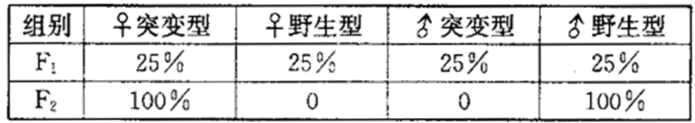 组别 ♀突变型 ♀野生型 ♂突变型 ♂野生型
F₁ 25% 25% 25% 25%
F₂ 100% 0 0 100%